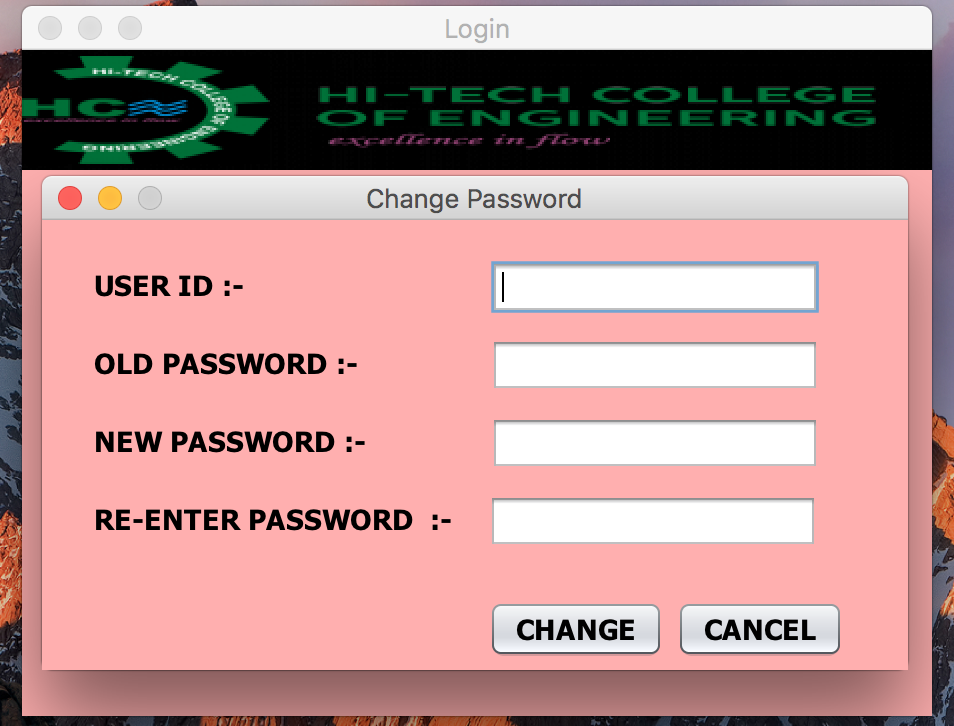 Login
HI-TECH COLLEGE OF ENGINEERING
HC
excellence in flow
HI-TECH COLLEGE
OF ENGINEERING
excellence in flow
Change Password
USER ID :-
OLD PASSWORD :-
NEW PASSWORD :-
RE-ENTER PASSWORD  :-
CHANGE
CANCEL